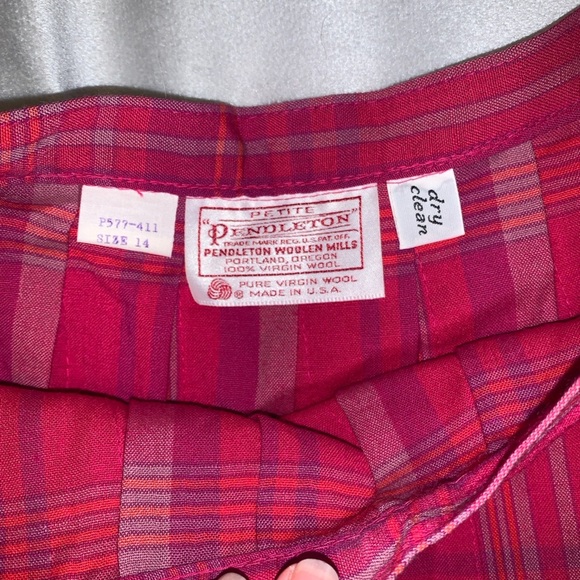 P577-411
SIZE 14
PETITE
"PENDLETON"
TRADE MARK REG. U.S. PAT. OFF.
PENDLETON WOOLEN MILLS
PORTLAND, OREGON
100% VIRGIN WOOL
PURE VIRGIN WOOL
® MADE IN U.S.A.
dry
clean